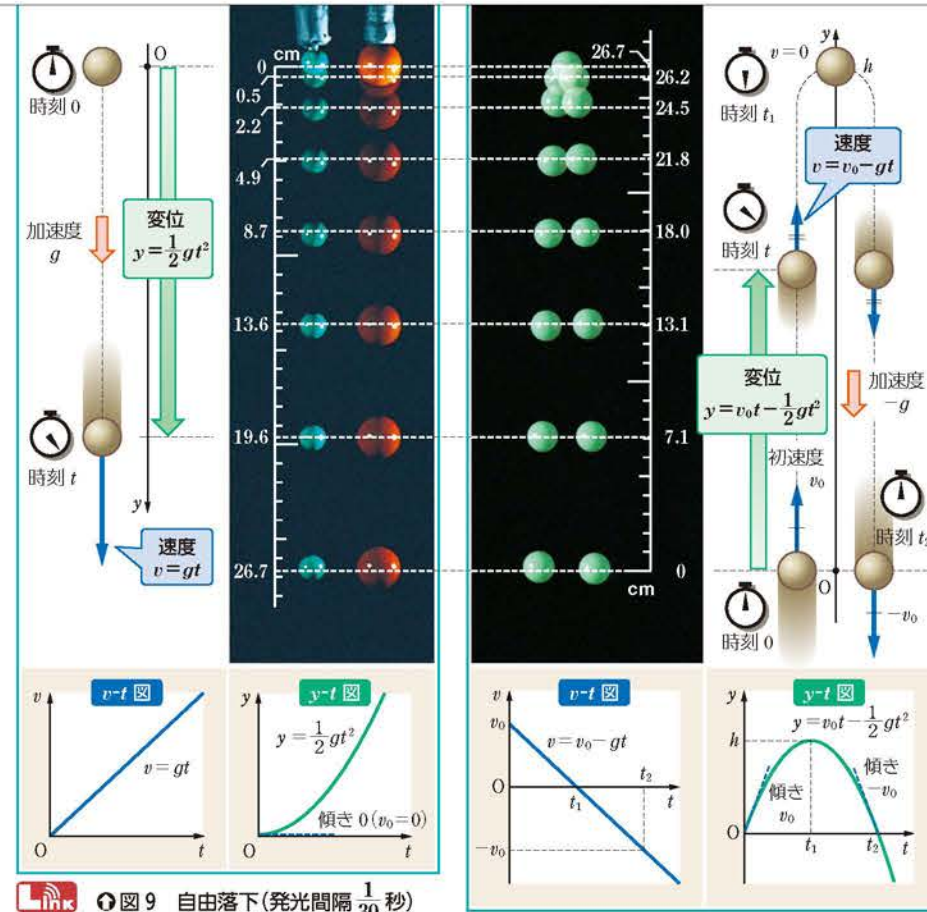 O
時刻 0
加速度
g
変位
y=1/2 gt²
時刻 t
y
速度
v=gt
cm
0
0.5
2.2
4.9
8.7
13.6
19.6
26.7
26.7
26.2
24.5
21.8
18.0
13.1
7.1
0
cm
v=0
y
h
時刻 t₁
速度
v=v₀-gt
時刻 t
変位
y=v₀t-1/2 gt²
加速度
-g
初速度
v₀
時刻 t₂
O
時刻 0
-v₀
v-t 図
v
v=gt
O
t
y-t 図
y
y=1/2 gt²
傾き 0(v₀=0)
O
t
v-t 図
v
v₀
v=v₀-gt
t₂
O
t₁
t
-v₀
y-t 図
y
y=v₀t-1/2 gt²
h
傾き
v₀
傾き
-v₀
O
t₁
t₂
t
Link
図9 自由落下(発光間隔 1/20 秒)